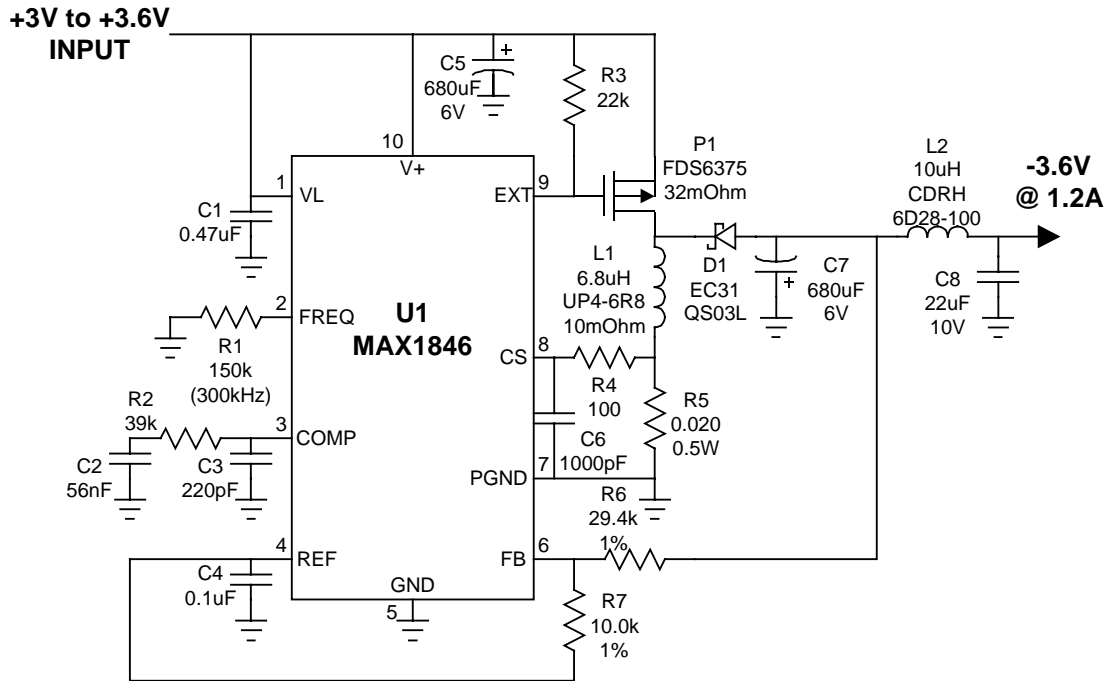 +3V to +3.6V
INPUT
C5
680uF
6V
+
R3
22k
10
V+
P1
FDS6375
32mOhm
L2
10uH
CDRH
6D28-100
-3.6V
@ 1.2A
1
VL
EXT
9
C1
0.47uF
L1
6.8uH
UP4-6R8
10mOhm
D1
EC31
QS03L
+
C7
680uF
6V
C8
22uF
10V
2
FREQ
R1
150k
(300kHz)
U1
MAX1846
CS
8
R4
100
R5
0.020
0.5W
R2
39k
3
COMP
C2
56nF
C3
220pF
C6
1000pF
PGND
7
R6
29.4k
1%
4
REF
FB
6
C4
0.1uF
GND
5
R7
10.0k
1%